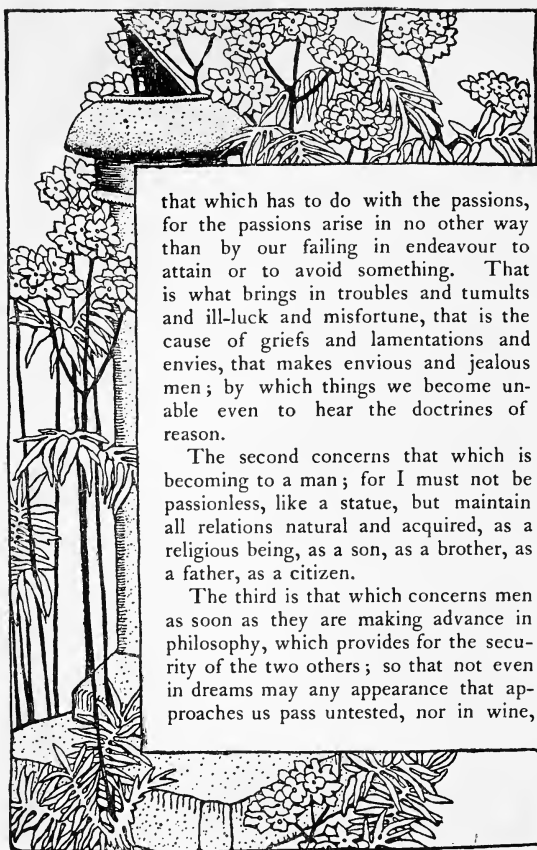 that which has to do with the passions,
for the passions arise in no other way
than by our failing in endeavour to
attain or to avoid something. That
is what brings in troubles and tumults
and ill-luck and misfortune, that is the
cause of griefs and lamentations and
envies, that makes envious and jealous
men; by which things we become un-
able even to hear the doctrines of
reason.
The second concerns that which is
becoming to a man; for I must not be
passionless, like a statue, but maintain
all relations natural and acquired, as a
religious being, as a son, as a brother, as
a father, as a citizen.
The third is that which concerns men
as soon as they are making advance in
philosophy, which provides for the secu-
rity of the two others; so that not even
in dreams may any appearance that ap-
proaches us pass untested, nor in wine,